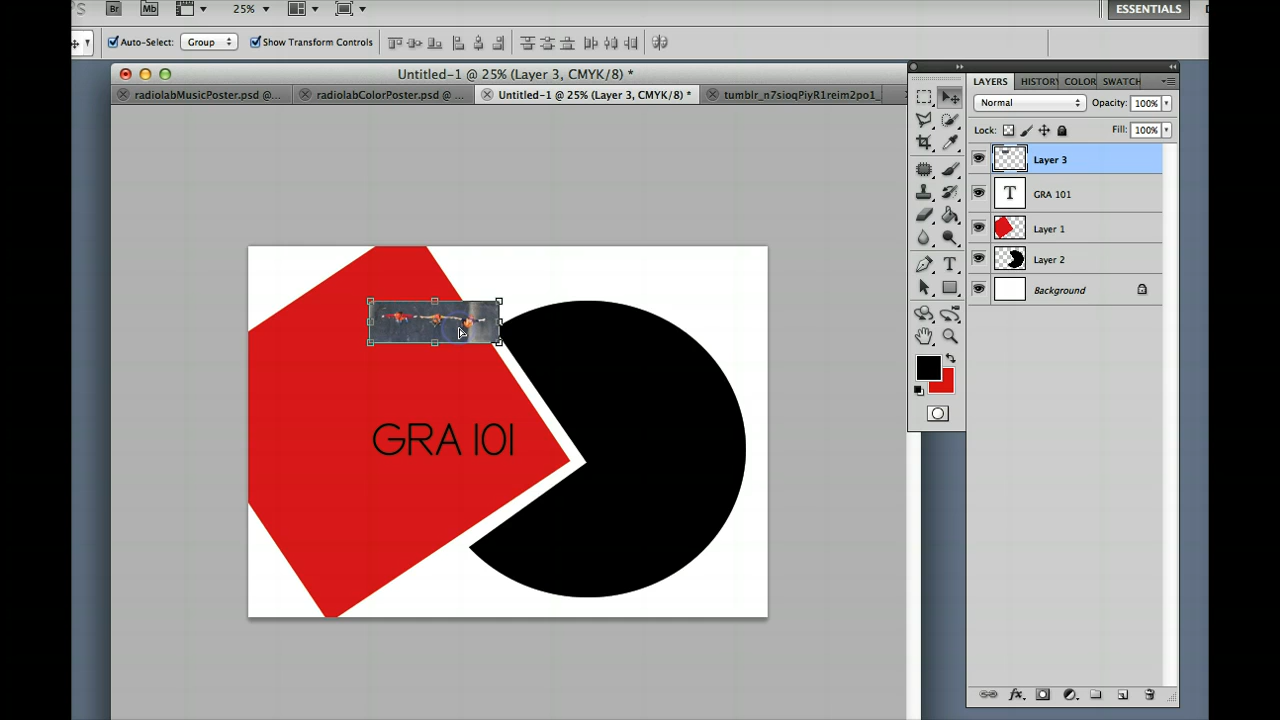 Br Mb 25% ESSENTIALS
Auto-Select: Group Show Transform Controls
Untitled-1 @ 25% (Layer 3, CMYK/8) *
radiolabMusicPoster.psd @... radiolabColorPoster.psd @ ... Untitled-1 @ 25% (Layer 3, CMYK/8) * tumblr_n7sioqPiyR1reim2po1_
LAYERS HISTORY COLOR SWATCH
Normal Opacity: 100%
Lock: Fill: 100%
Layer 3
T GRA 101
Layer 1
Layer 2
Background
GRA 101